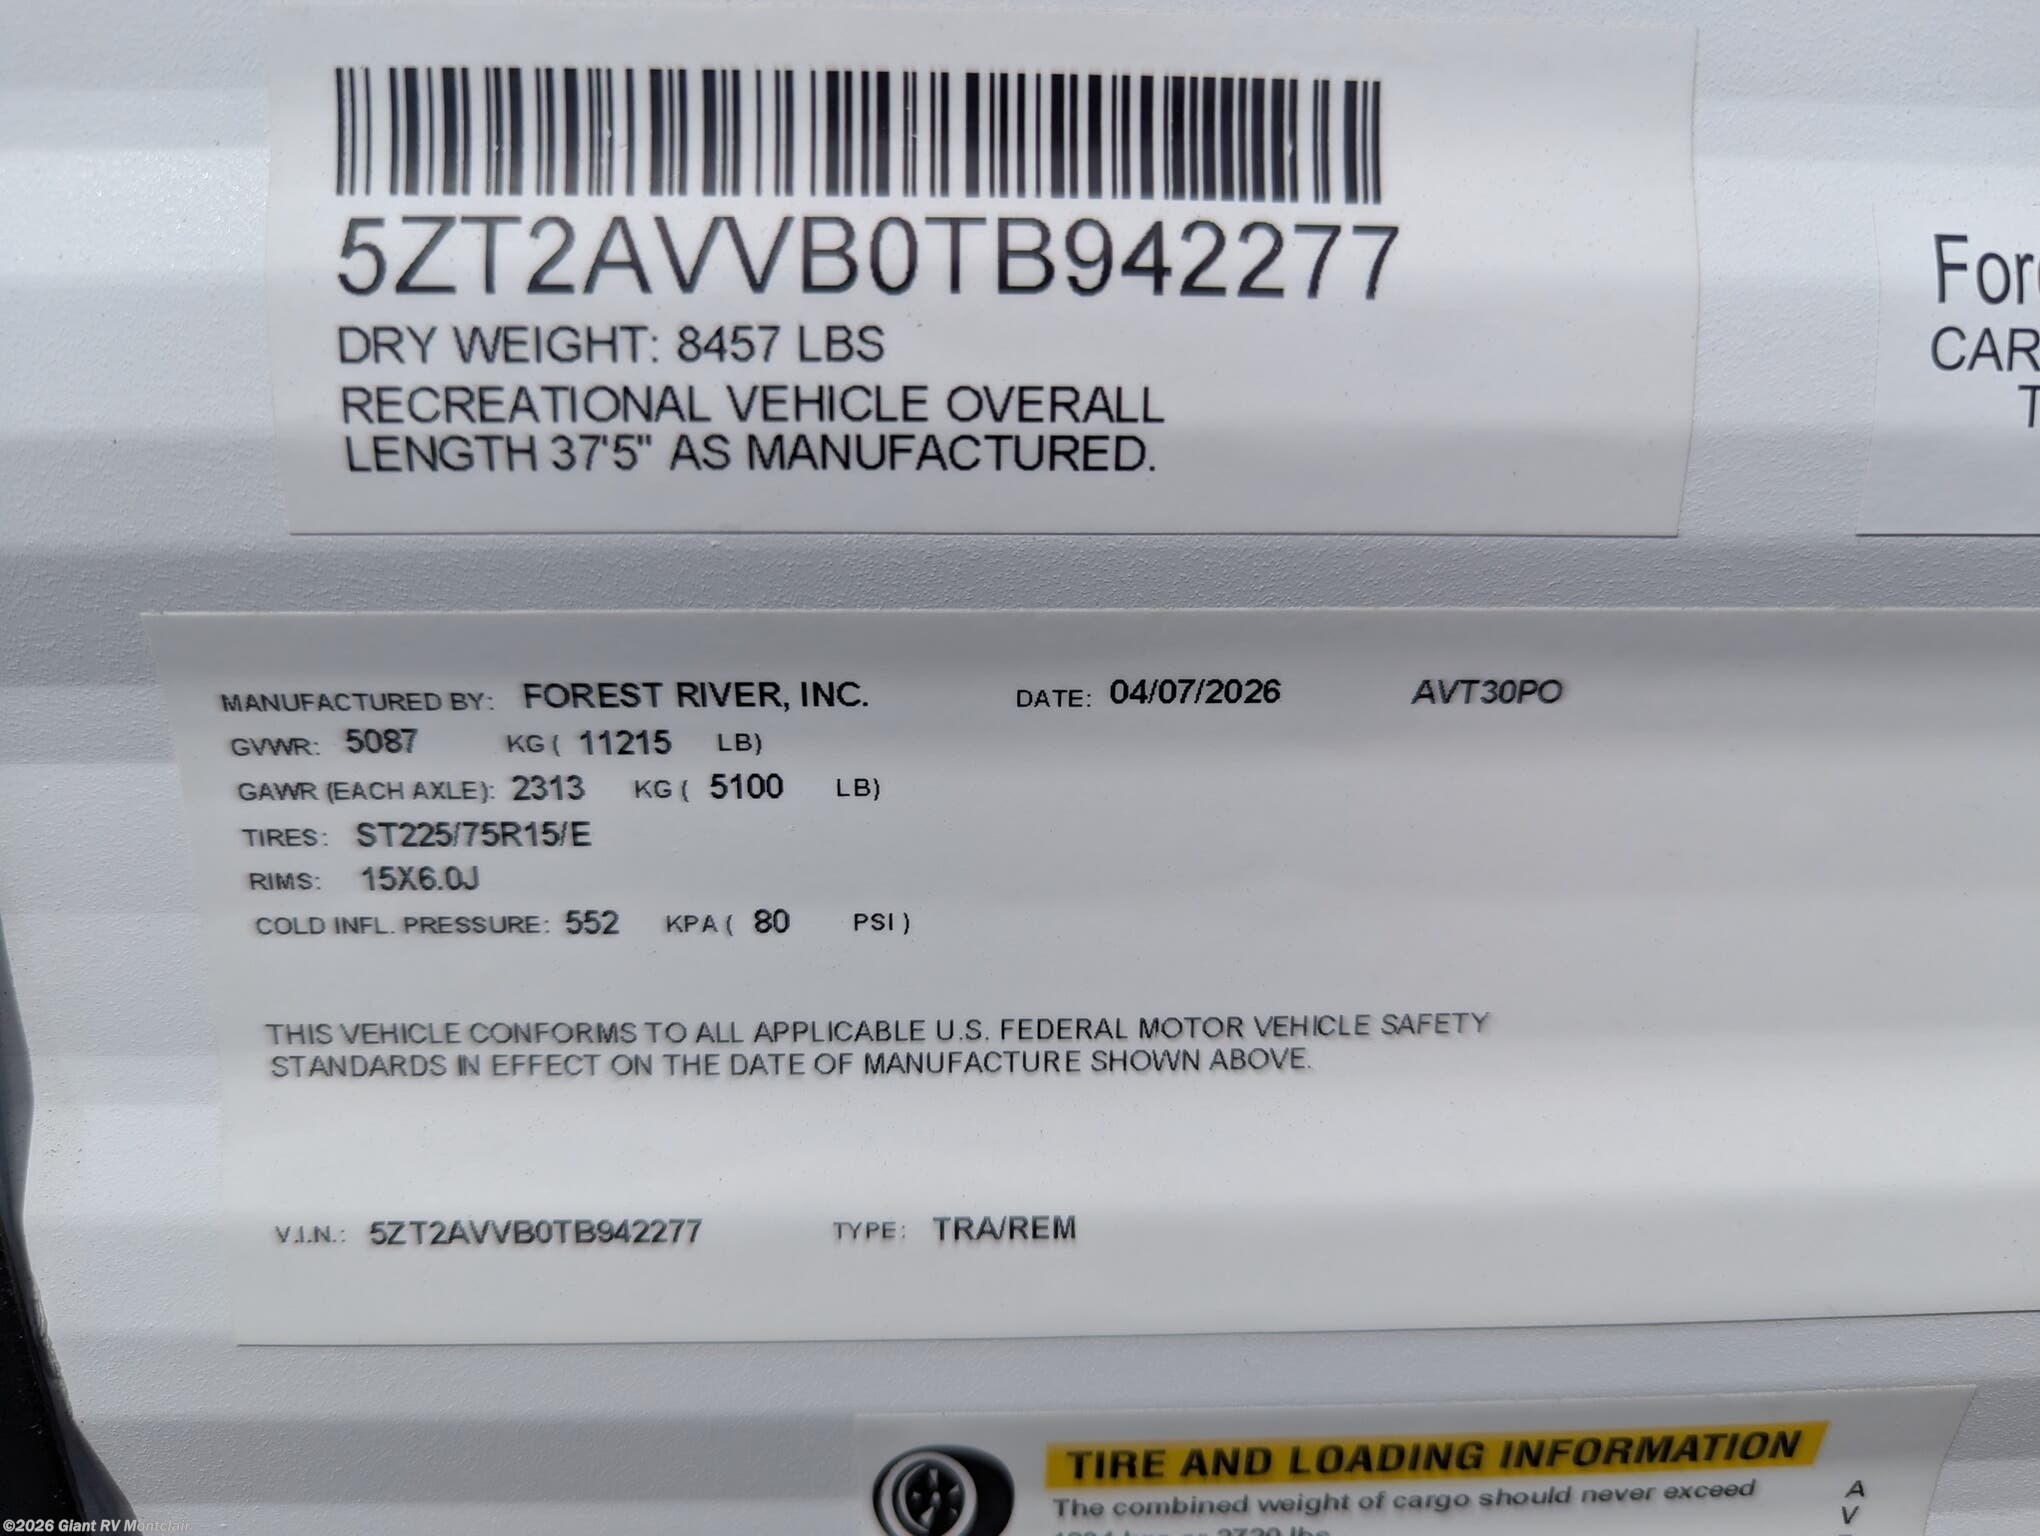 5ZT2AVVB0TB942277
DRY WEIGHT: 8457 LBS
RECREATIONAL VEHICLE OVERALL
LENGTH 37'5" AS MANUFACTURED.
For
CAR
T
MANUFACTURED BY: FOREST RIVER, INC. DATE: 04/07/2026 AVT30PO
GVWR: 5087 KG ( 11215 LB)
GAWR (EACH AXLE): 2313 KG ( 5100 LB)
TIRES: ST225/75R15/E
RIMS: 15X6.0J
COLD INFL. PRESSURE: 552 KPA ( 80 PSI )
THIS VEHICLE CONFORMS TO ALL APPLICABLE U.S. FEDERAL MOTOR VEHICLE SAFETY
STANDARDS IN EFFECT ON THE DATE OF MANUFACTURE SHOWN ABOVE.
V.I.N.: 5ZT2AVVB0TB942277 TYPE: TRA/REM
TIRE AND LOADING INFORMATION
The combined weight of cargo should never exceed
A
V
©2026 Giant RV Montclair